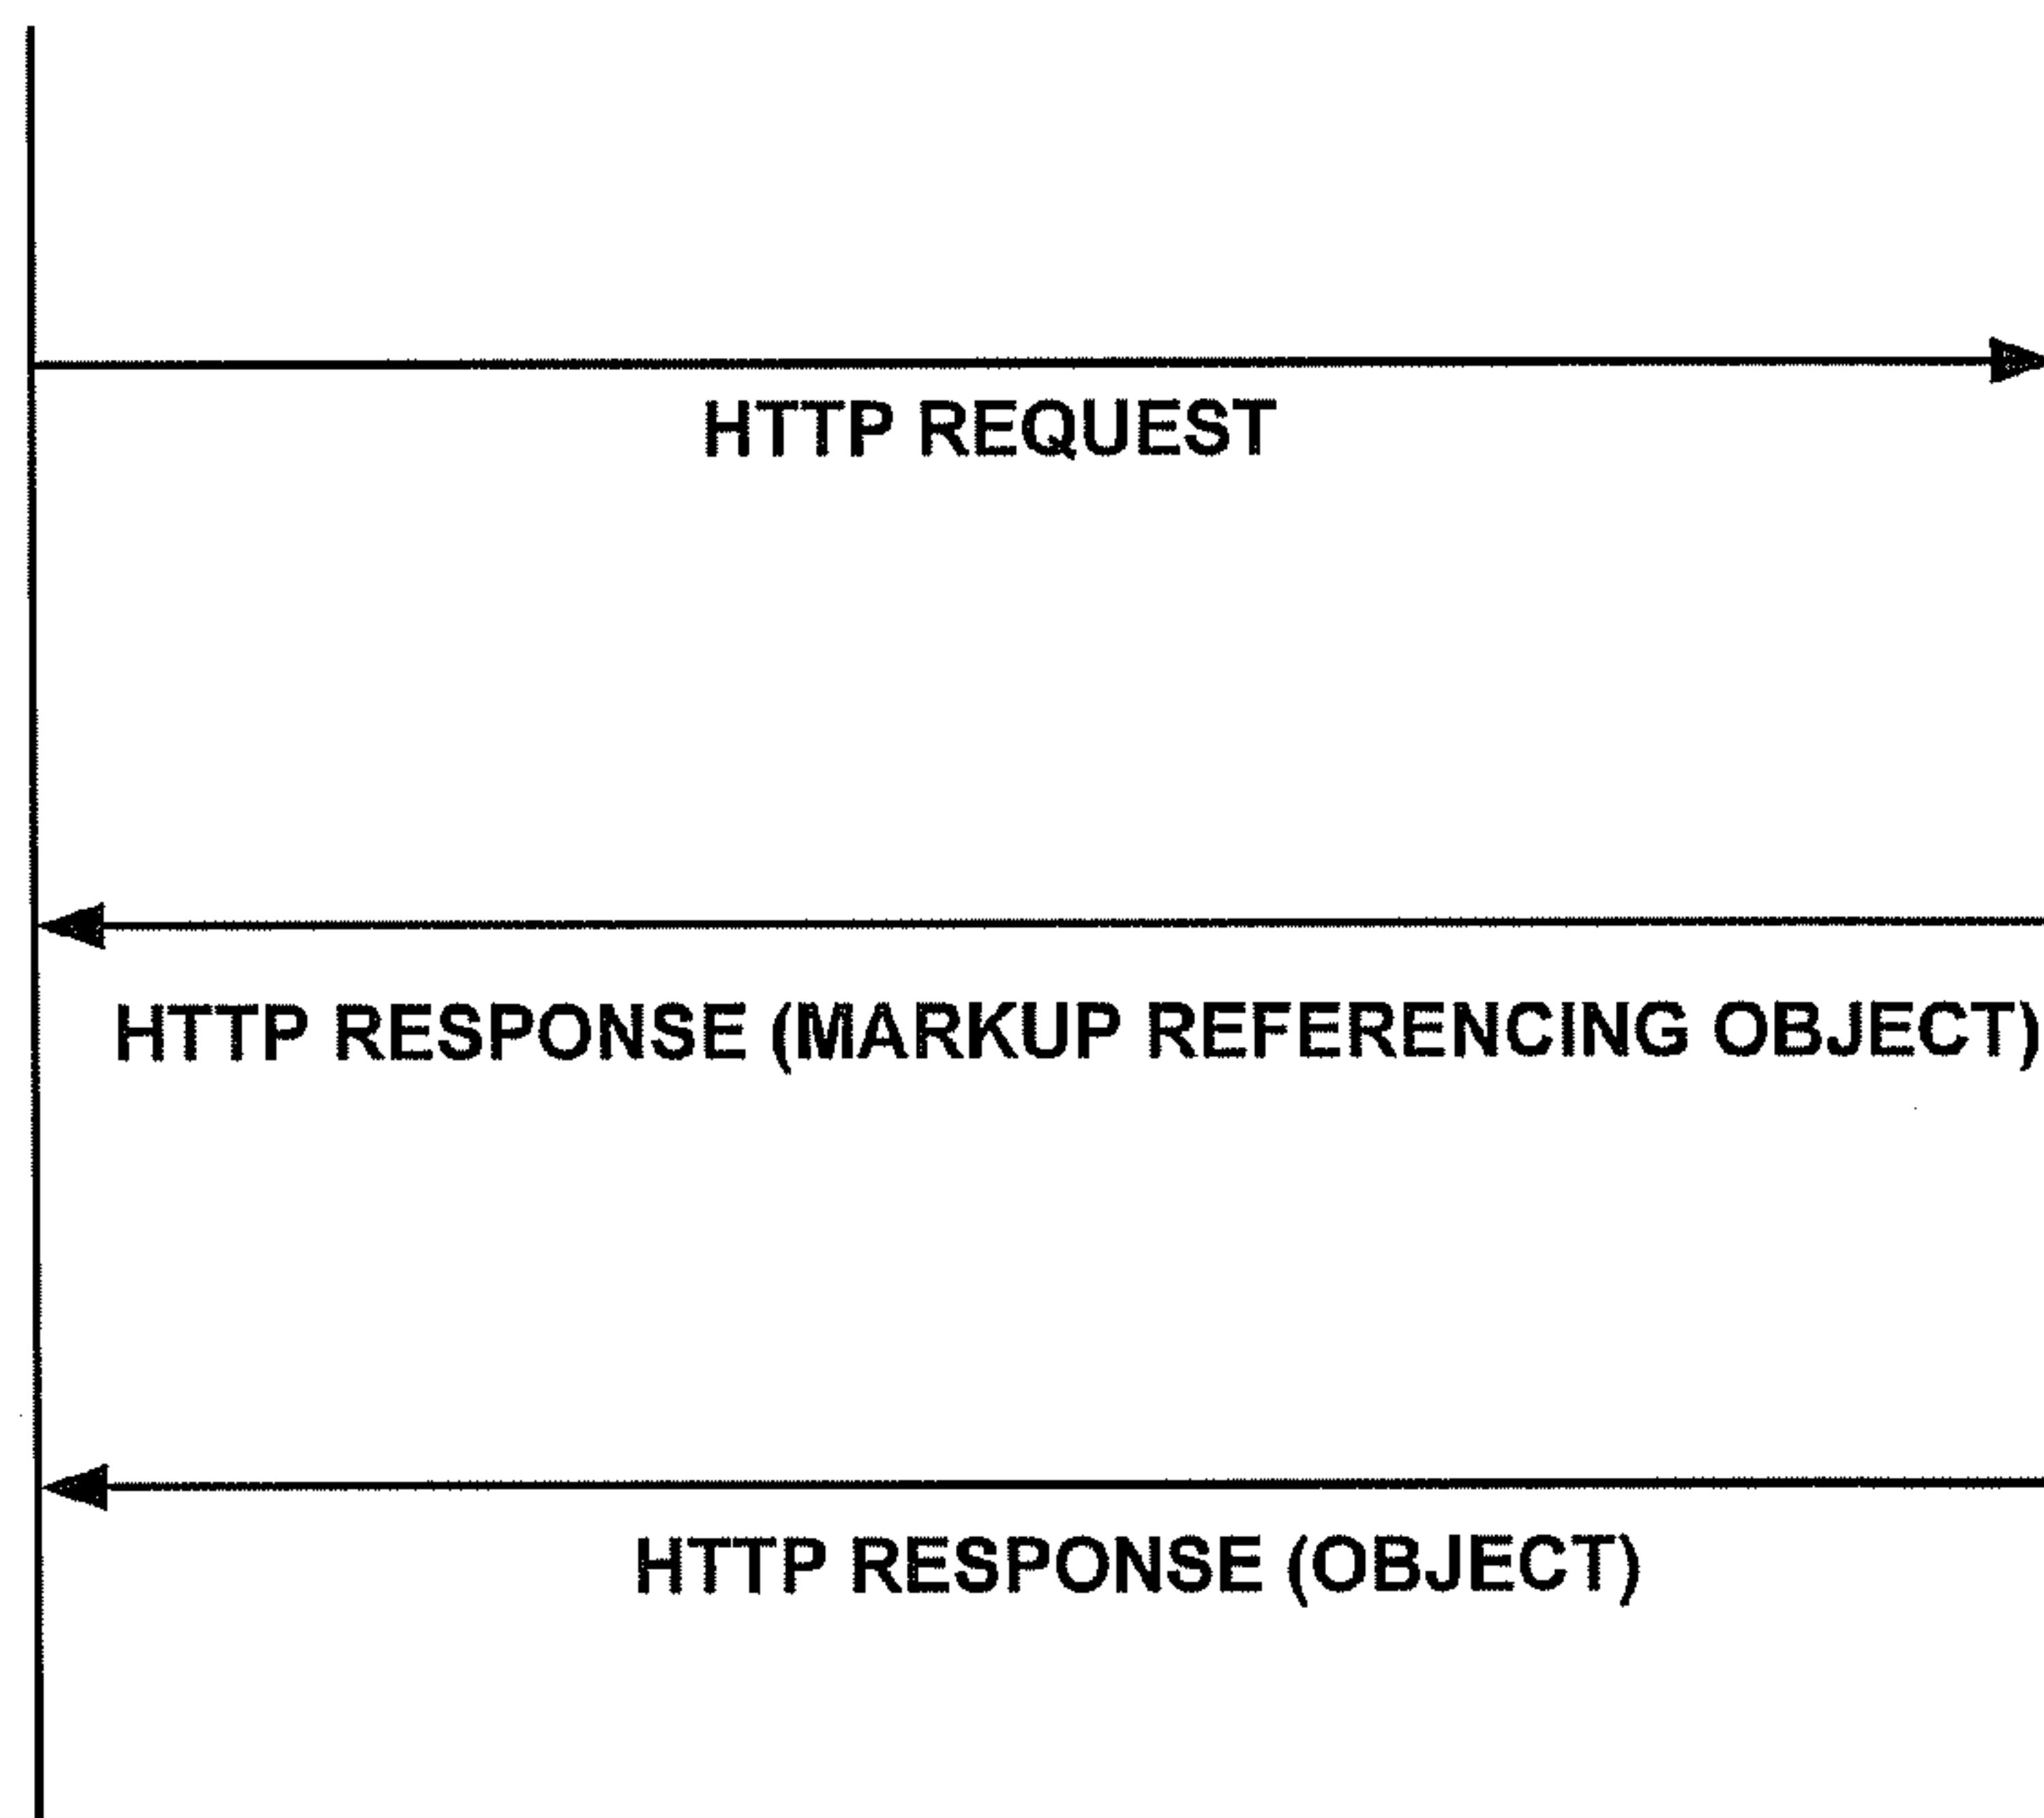 HTTP REQUEST
HTTP RESPONSE (MARKUP REFERENCING OBJECT)
HTTP RESPONSE (OBJECT)